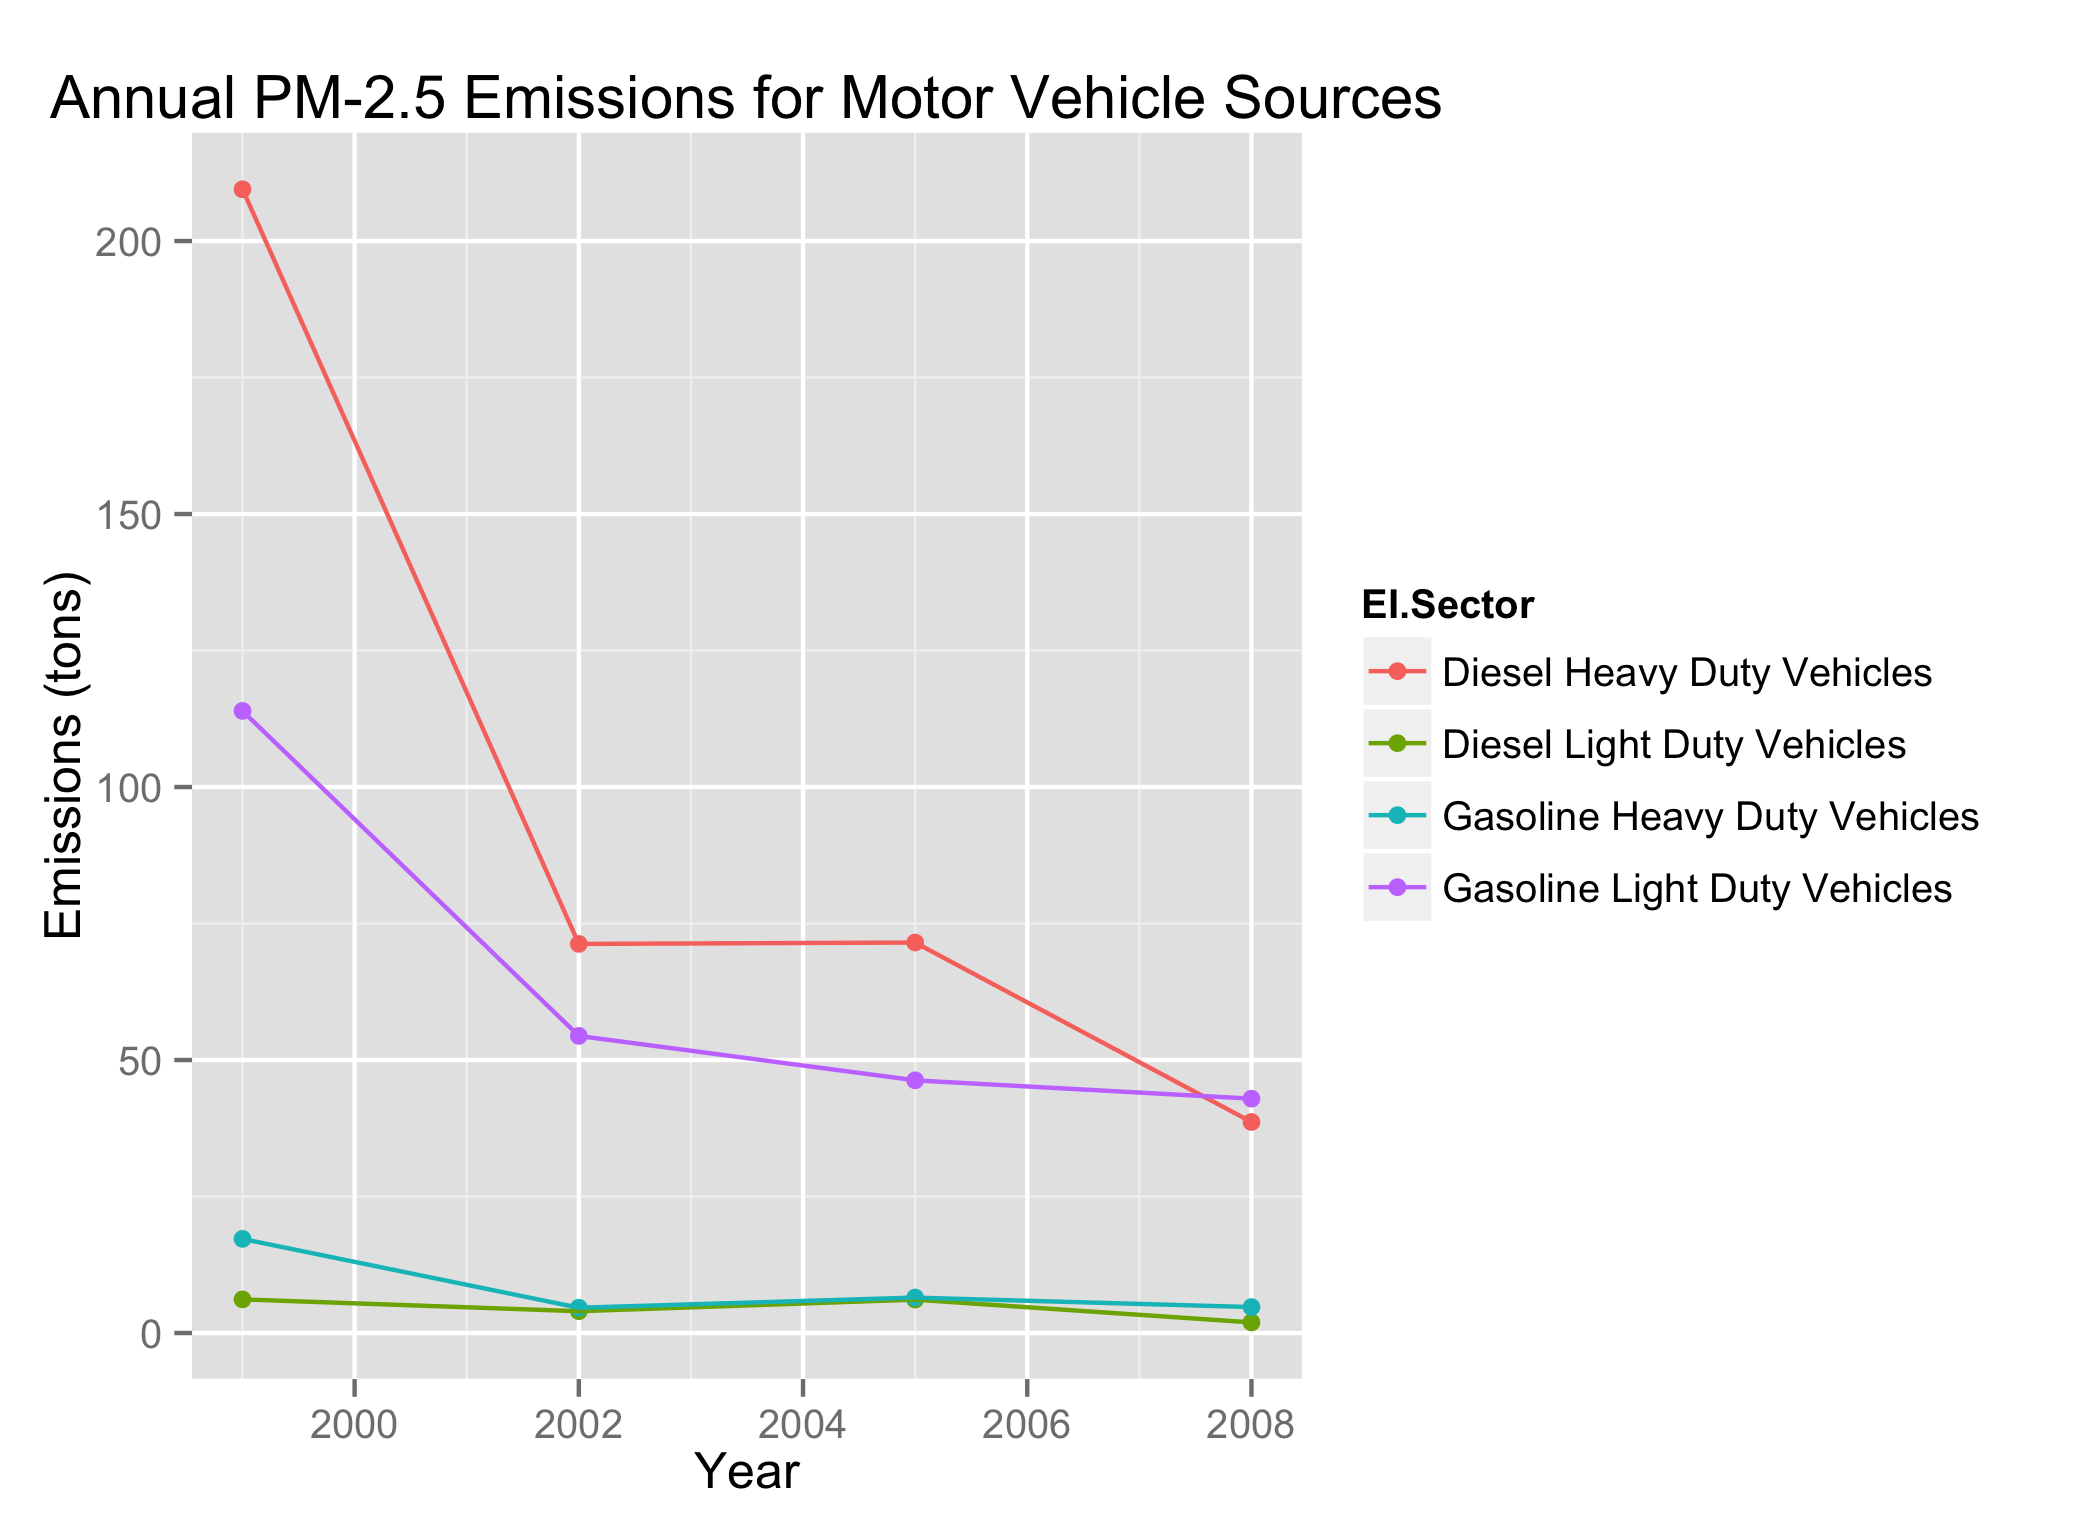 Annual PM-2.5 Emissions for Motor Vehicle Sources
Emissions (tons)
200
150
100
50
0
2000 2002 2004 2006 2008
Year
EI.Sector
Diesel Heavy Duty Vehicles
Diesel Light Duty Vehicles
Gasoline Heavy Duty Vehicles
Gasoline Light Duty Vehicles